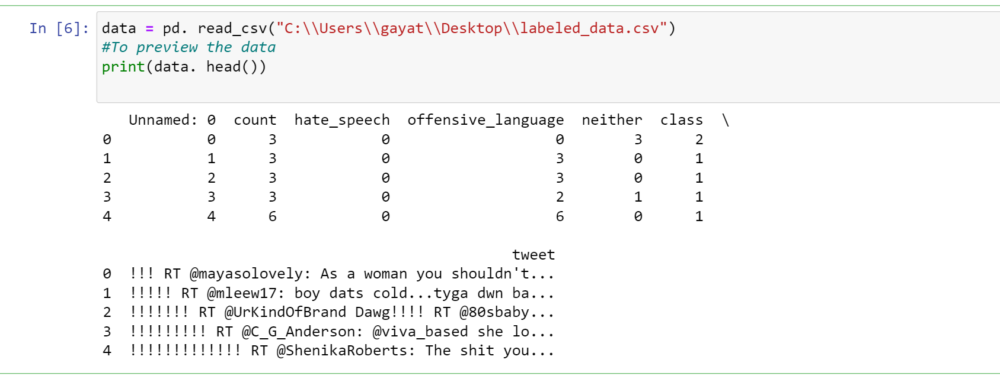 In [6]: data = pd. read_csv("C:\\Users\\gayat\\Desktop\\labeled_data.csv")
#To preview the data
print(data. head())
Unnamed: 0 count hate_speech offensive_language neither class \
0 0 3 0 0 3 2
1 1 3 0 3 0 1
2 2 3 0 3 0 1
3 3 3 0 2 1 1
4 4 6 0 6 0 1
tweet
0 !!! RT @mayasolovely: As a woman you shouldn't...
1 !!!!! RT @mleew17: boy dats cold...tyga dwn ba...
2 !!!!!!! RT @UrKindOfBrand Dawg!!!! RT @80sbaby...
3 !!!!!!!!! RT @C_G_Anderson: @viva_based she lo...
4 !!!!!!!!!!!!! RT @ShenikaRoberts: The shit you...